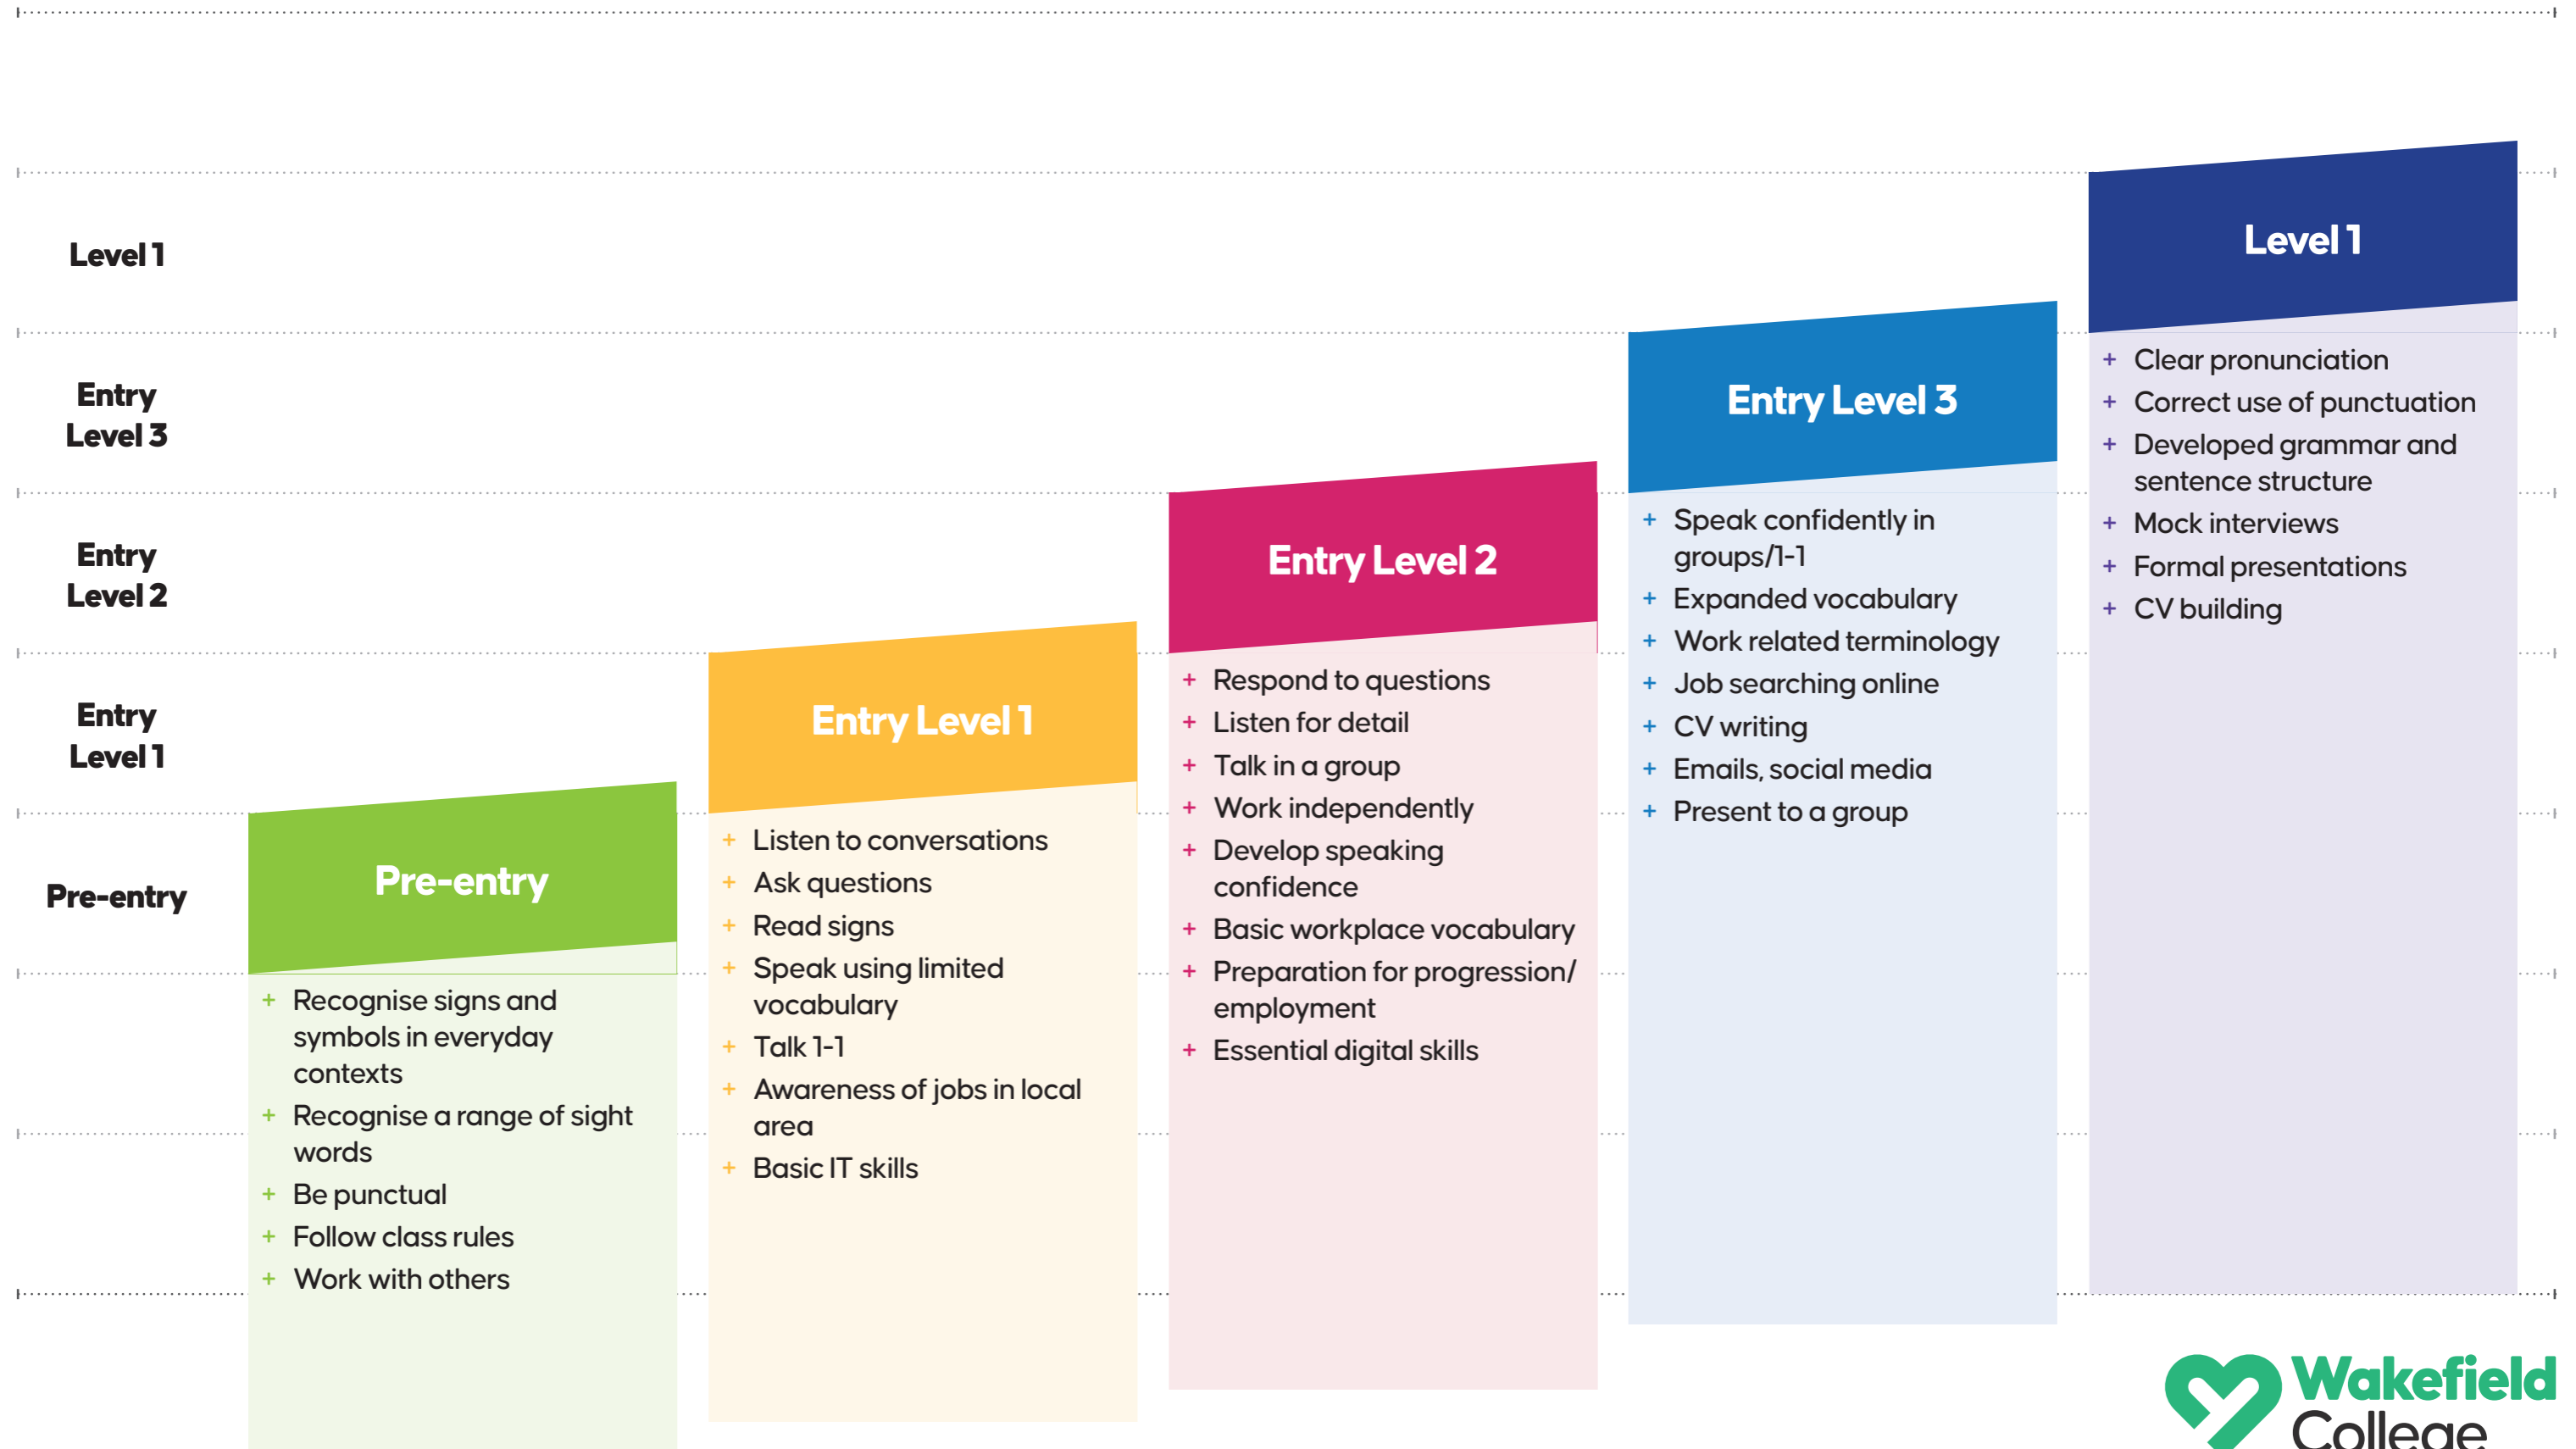 Level 1
Entry
Level 3
Entry
Level 2
Entry
Level 1
Pre-entry
Pre-entry
+ Recognise signs and
symbols in everyday
contexts
+ Recognise a range of sight
words
+ Be punctual
+ Follow class rules
+ Work with others
Entry Level 1
+ Listen to conversations
+ Ask questions
+ Read signs
+ Speak using limited
vocabulary
+ Talk 1-1
+ Awareness of jobs in local
area
+ Basic IT skills
Entry Level 2
+ Respond to questions
+ Listen for detail
+ Talk in a group
+ Work independently
+ Develop speaking
confidence
+ Basic workplace vocabulary
+ Preparation for progression/
employment
+ Essential digital skills
Entry Level 3
+ Speak confidently in
groups/1-1
+ Expanded vocabulary
+ Work related terminology
+ Job searching online
+ CV writing
+ Emails, social media
+ Present to a group
Level 1
+ Clear pronunciation
+ Correct use of punctuation
+ Developed grammar and
sentence structure
+ Mock interviews
+ Formal presentations
+ CV building
Wakefield
College